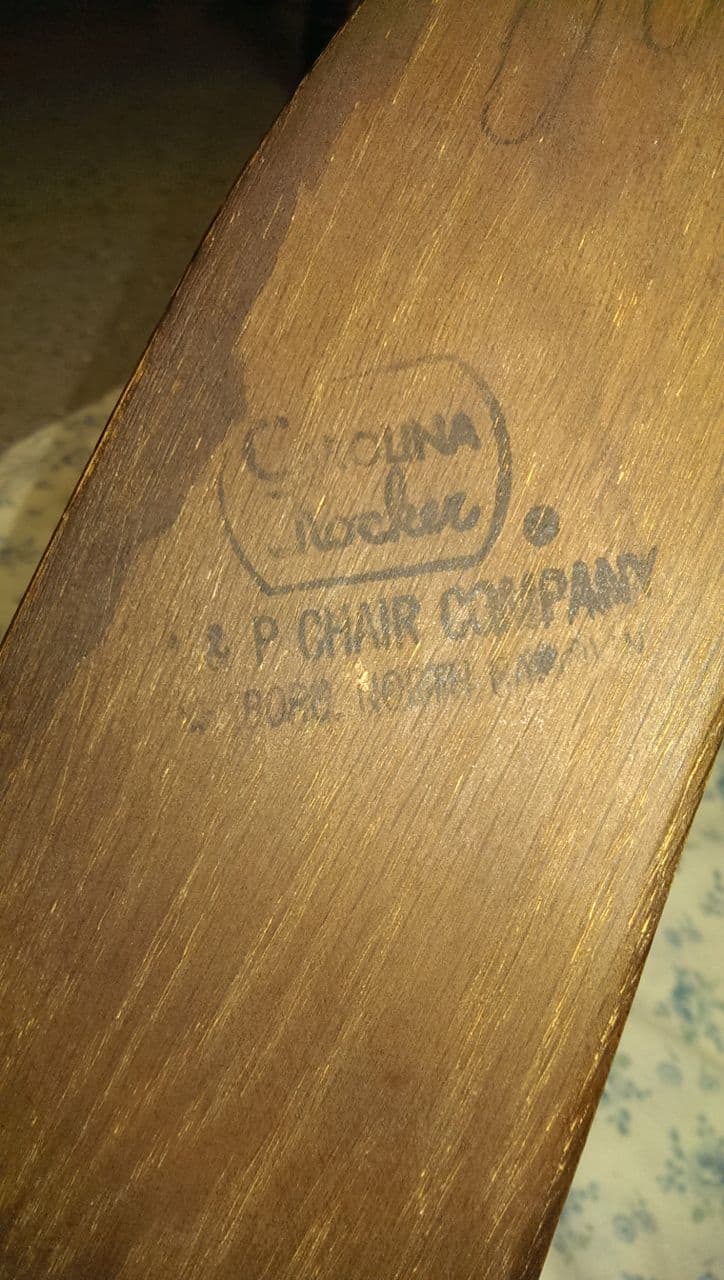 CAROLINA
Rocker
& P CHAIR COMPANY
BORO, NORTH CAROLINA